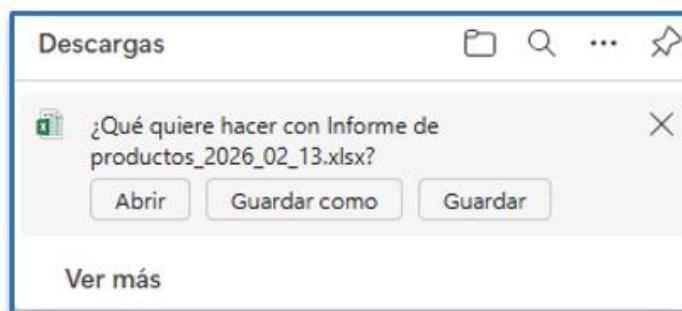 Descargas
¿Qué quiere hacer con Informe de
productos_2026_02_13.xlsx?
Abrir
Guardar como
Guardar
Ver más